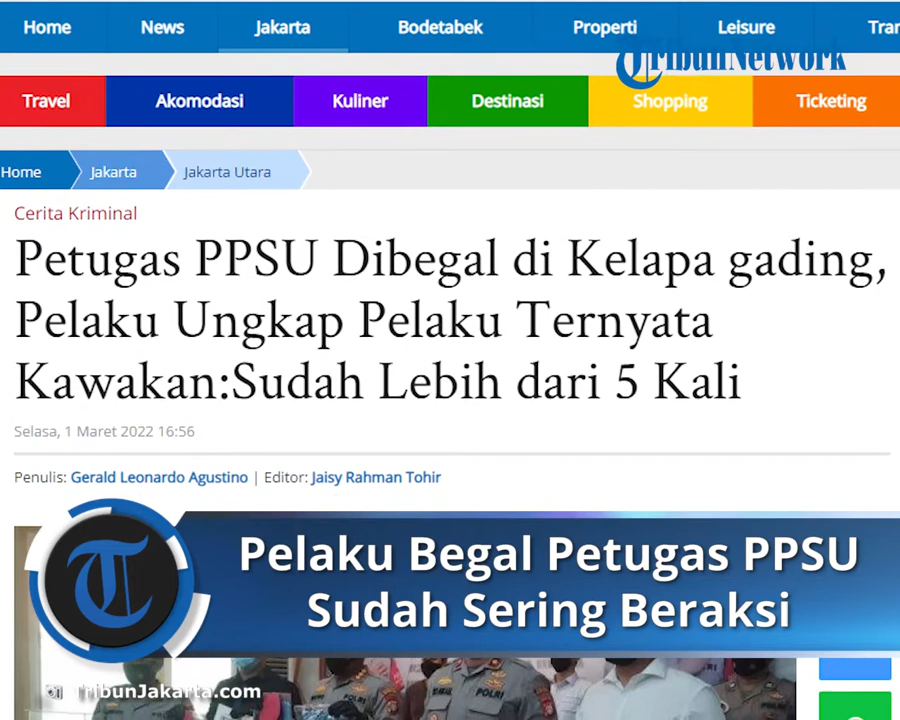 Home News Jakarta Bodetabek Properti Leisure Tran
TribunNetwork
Travel Akomodasi Kuliner Destinasi Shopping Ticketing
Home Jakarta Jakarta Utara
Cerita Kriminal
Petugas PPSU Dibegal di Kelapa gading,
Pelaku Ungkap Pelaku Ternyata
Kawakan:Sudah Lebih dari 5 Kali
Selasa, 1 Maret 2022 16:56
Penulis: Gerald Leonardo Agustino | Editor: Jaisy Rahman Tohir
T
Pelaku Begal Petugas PPSU
Sudah Sering Beraksi
POLRI POLRI
TribunJakarta.com